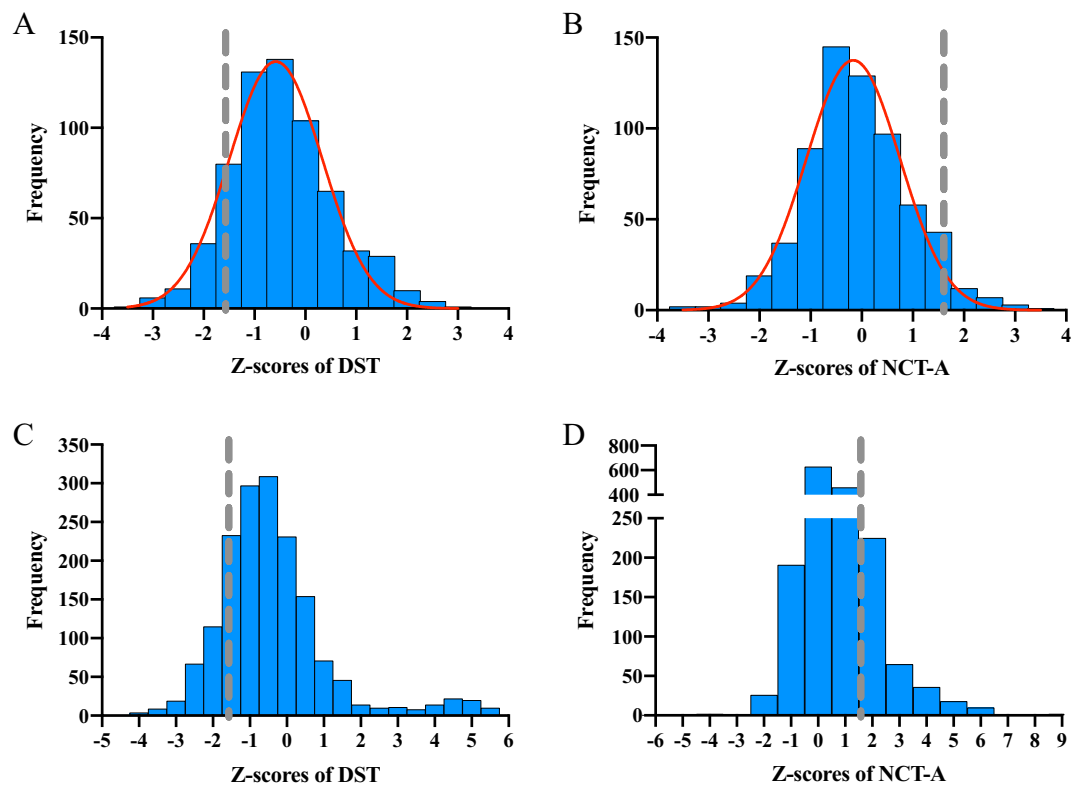 A
B
150
100
50
0
Frequency
-4 -3 -2 -1 0 1 2 3 4
Z-scores of DST
150
100
50
0
Frequency
-4 -3 -2 -1 0 1 2 3 4
Z-scores of NCT-A
C
D
350
300
250
200
150
100
50
0
Frequency
-5 -4 -3 -2 -1 0 1 2 3 4 5 6
Z-scores of DST
800
600
400
250
200
150
100
50
0
Frequency
-6 -5 -4 -3 -2 -1 0 1 2 3 4 5 6 7 8 9
Z-scores of NCT-A